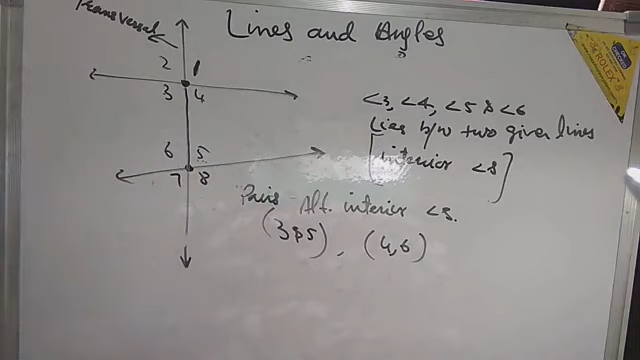 Transversal
Lines and Angles
2 1
3 4
6 5
7 8
<3, <4, <5 & <6
Lies b/w two given lines
[interior <s]
Pairs Alt. interior <s.
(3&5), (4,6)
ROLEX